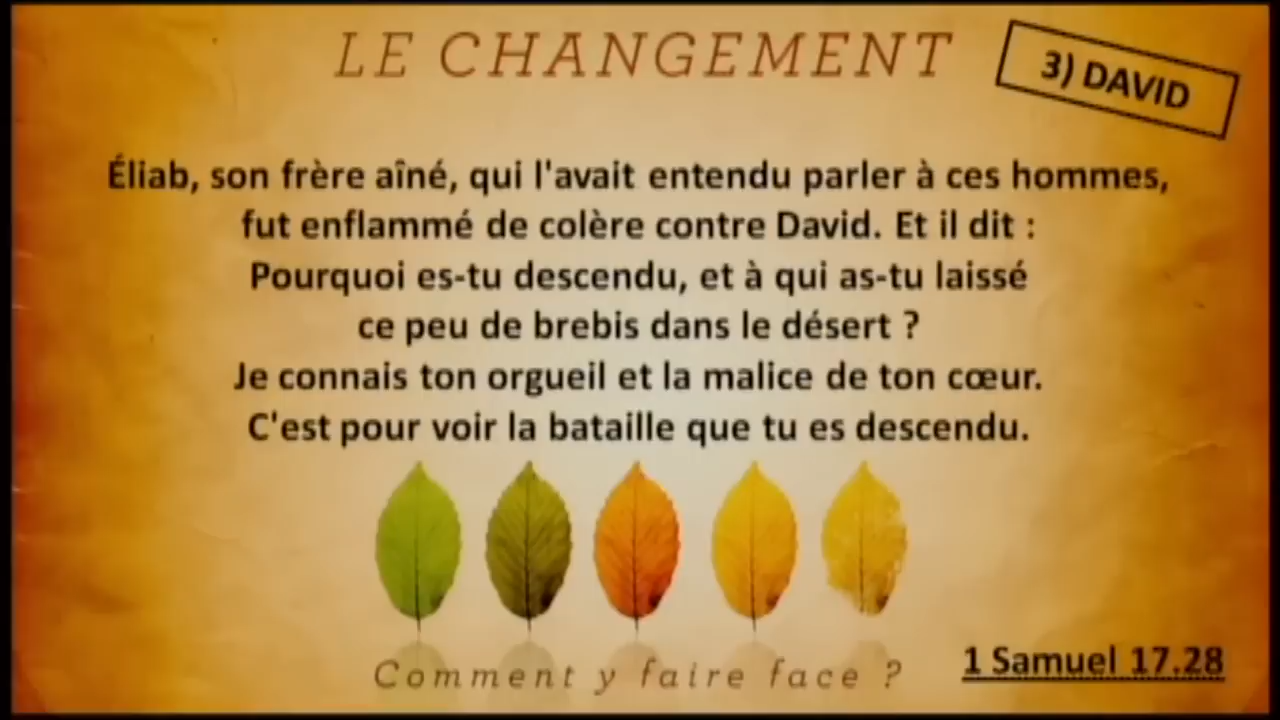 LE CHANGEMENT
3) DAVID
Éliab, son frère aîné, qui l'avait entendu parler à ces hommes,
fut enflammé de colère contre David. Et il dit :
Pourquoi es-tu descendu, et à qui as-tu laissé
ce peu de brebis dans le désert ?
Je connais ton orgueil et la malice de ton cœur.
C'est pour voir la bataille que tu es descendu.
Comment y faire face ?
1 Samuel 17.28